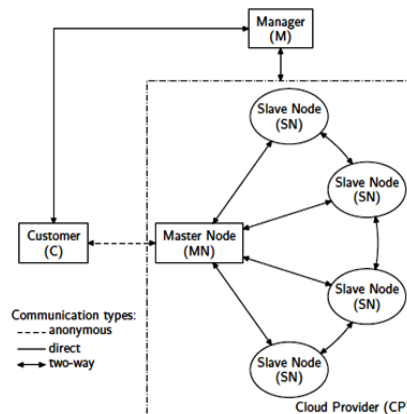 Manager
(M)
Slave Node
(SN)
Slave Node
(SN)
Customer
(C)
Master Node
(MN)
Slave Node
(SN)
Communication types:
anonymous
direct
two-way
Slave Node
(SN)
Cloud Provider (CP)